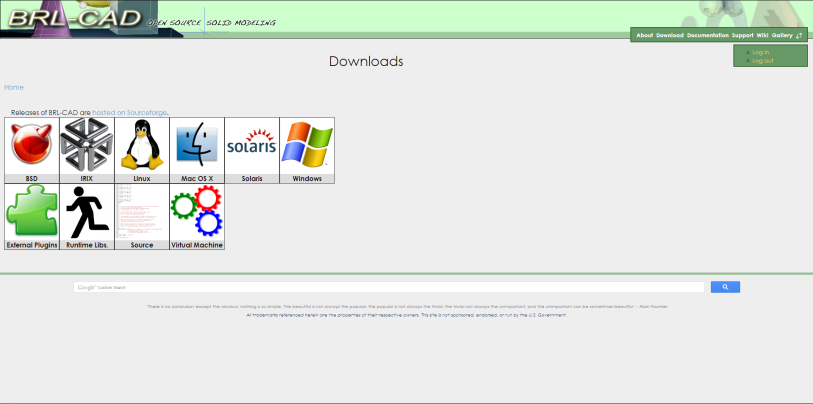 BRL-CAD OPEN SOURCE SOLID MODELING
About Download Documentation Support Wiki Gallery
Log in
Log out
Downloads
Home
Releases of BRL-CAD are hosted on Sourceforge.
solaris
BSD IRIX Linux Mac OS X Solaris Windows
External Plugins Runtime Libs. Source Virtual Machine
Google Custom Search
"There is no conclusion except the obvious: nothing is so simple. The beautiful is not always the popular, the popular is not always the trivial, the trivial not always the unimportant, and the unimportant can be sometimes beautiful." - Alain Fournier
All trademarks referenced herein are the properties of their respective owners. This site is not sponsored, endorsed, or run by the U.S. Government.